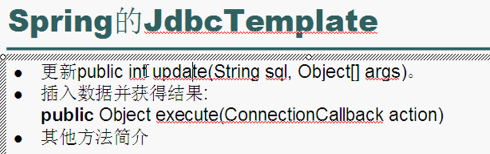 Spring的JdbcTemplate
● 更新public int update(String sql, Object[] args)。
● 插入数据并获得结果:
public Object execute(ConnectionCallback action)
● 其他方法简介